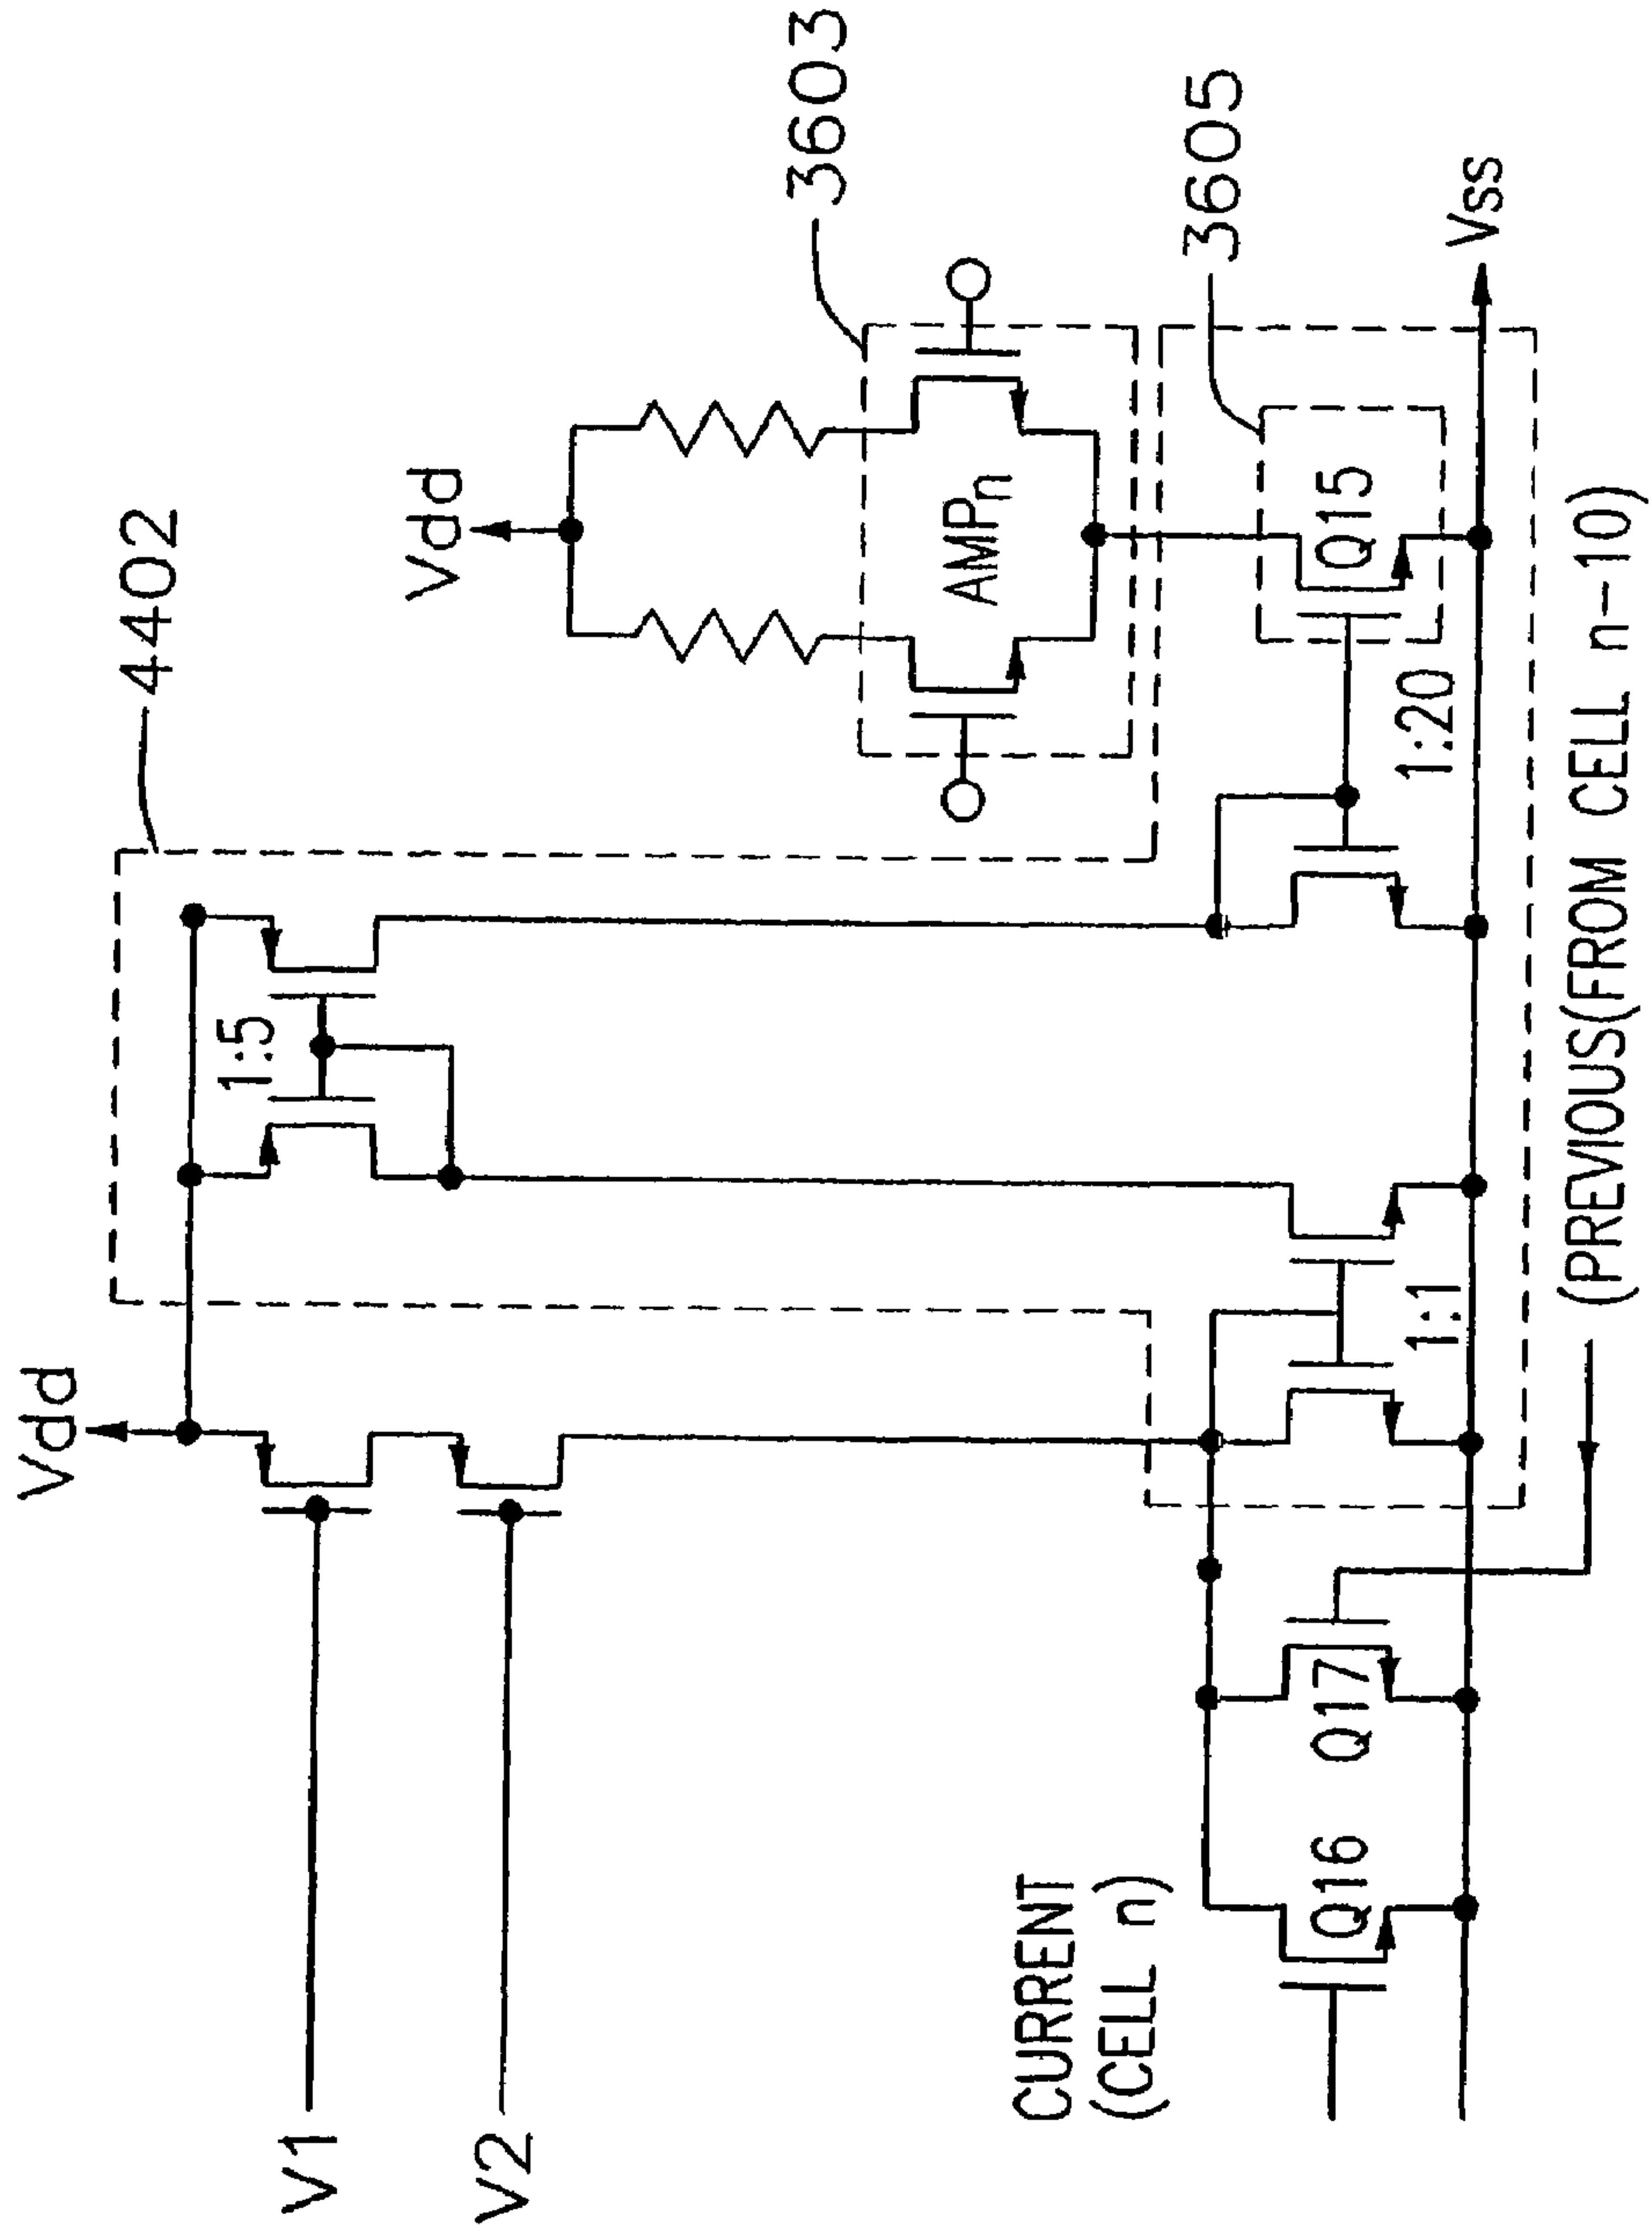 Vdd
4402
V1
V2
1:5
Vdd
3603
AMPn
3605
CURRENT
(CELL n)
Q16
Q17
1:1
1:20
Q15
Vss
(PREVIOUS(FROM CELL n-10)